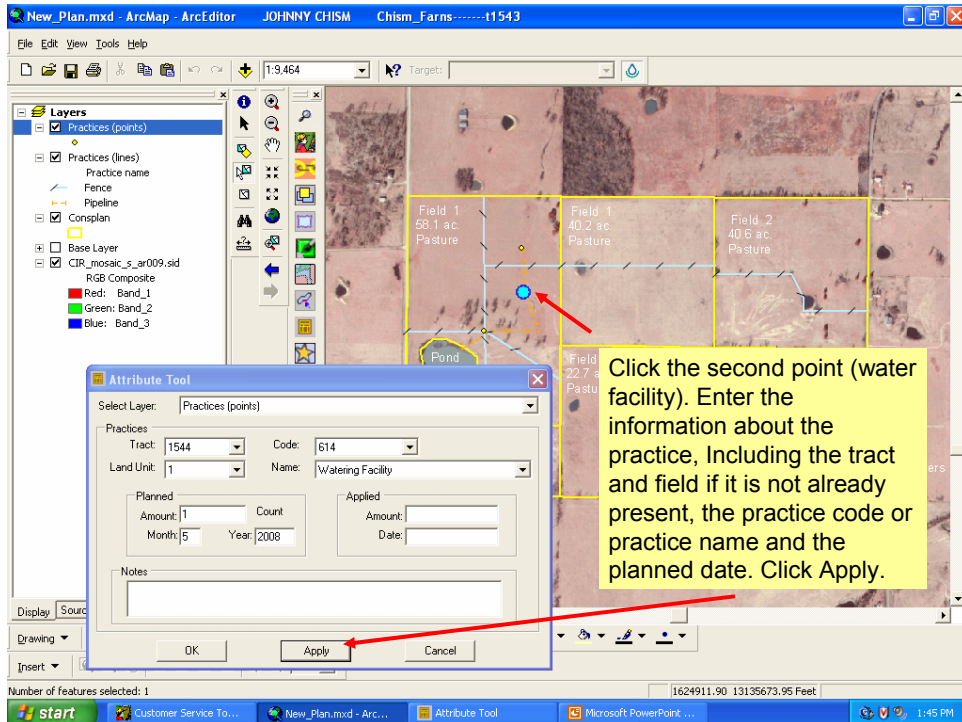 New_Plan.mxd - ArcMap - ArcEditor JOHNNY CHISM Chism_Farns-------t1543
File Edit View Tools Help
1:9,464
Target:
Layers
Practices (points)
Practices (lines)
Practice name
Fence
Pipeline
Consplan
Base Layer
CIR_mosaic_s_ar009.sid
RGB Composite
Red: Band_1
Green: Band_2
Blue: Band_3
Field 1
58.1 ac.
Pasture
Field 1
40.2 ac
Pasture
Field 2
40.6 ac
Pasture
Pond
Field
22.7 a
Pastu
ers
Click the second point (water
facility). Enter the
information about the
practice, Including the tract
and field if it is not already
present, the practice code or
practice name and the
planned date. Click Apply.
Attribute Tool
Select Layer: Practices (points)
Practices
Tract: 1544 Code: 614
Land Unit: 1 Name: Watering Facility
Planned
Amount: 1 Count
Month: 5 Year: 2008
Applied
Amount:
Date:
Notes
OK Apply Cancel
Display Sourc
Drawing
Insert
Number of features selected: 1
1624911.90 13135673.95 Feet
start Customer Service To... New_Plan.mxd - Arc... Attribute Tool Microsoft PowerPoint ... 1:45 PM